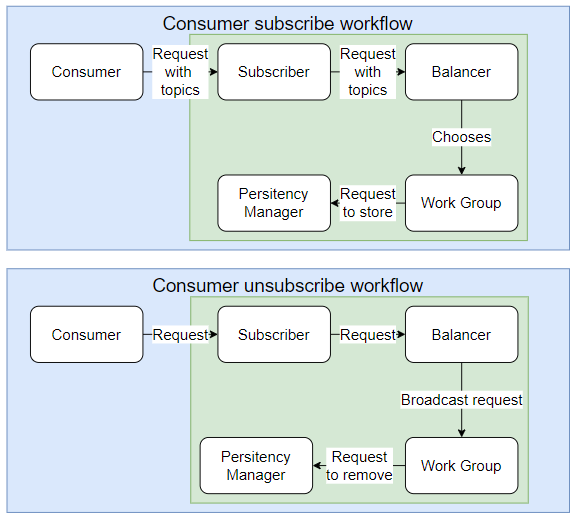 Consumer subscribe workflow
Consumer
Request
with
topics
Subscriber
Request
with
topics
Balancer
Chooses
Persitency
Manager
Request
to store
Work Group
Consumer unsubscribe workflow
Consumer
Request
Subscriber
Request
Balancer
Broadcast request
Persitency
Manager
Request
to remove
Work Group